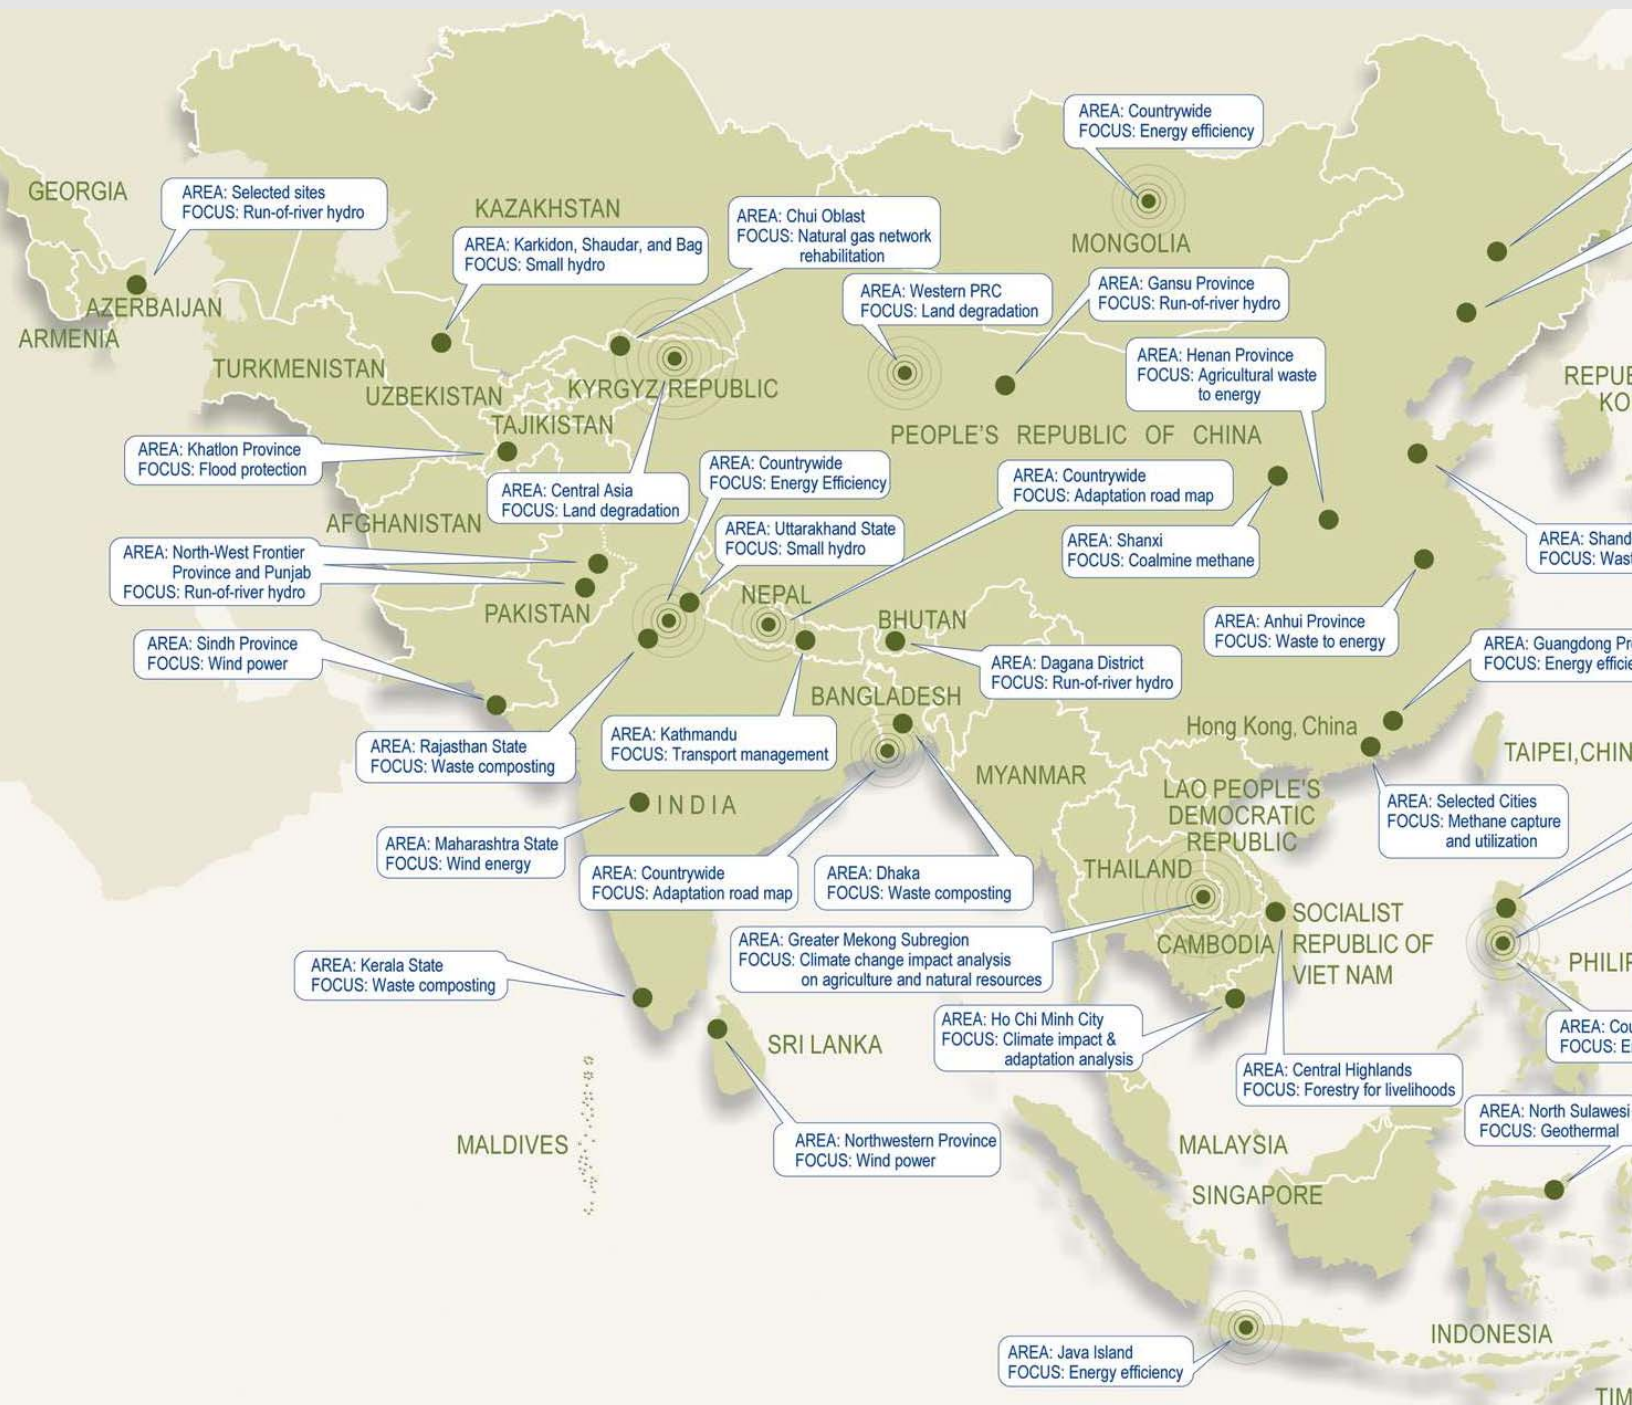 AREA: Countrywide
FOCUS: Energy efficiency
GEORGIA
AREA: Selected sites
FOCUS: Run-of-river hydro
KAZAKHSTAN
AREA: Chui Oblast
FOCUS: Natural gas network
rehabilitation
AREA: Karkidon, Shaudar, and Bag
FOCUS: Small hydro
MONGOLIA
AREA: Western PRC
FOCUS: Land degradation
AREA: Gansu Province
FOCUS: Run-of-river hydro
AZERBAIJAN
ARMENIA
AREA: Henan Province
FOCUS: Agricultural waste
to energy
TURKMENISTAN
UZBEKISTAN
KYRGYZ REPUBLIC
TAJIKISTAN
PEOPLE'S REPUBLIC OF CHINA
AREA: Khatlon Province
FOCUS: Flood protection
AREA: Central Asia
FOCUS: Land degradation
AREA: Countrywide
FOCUS: Energy Efficiency
AREA: Countrywide
FOCUS: Adaptation road map
AFGHANISTAN
AREA: Uttarakhand State
FOCUS: Small hydro
AREA: Shanxi
FOCUS: Coalmine methane
AREA:
FOCUS:
AREA: North-West Frontier
Province and Punjab
FOCUS: Run-of-river hydro
PAKISTAN
NEPAL
BHUTAN
AREA: Anhui Province
FOCUS: Waste to energy
AREA: Sindh Province
FOCUS: Wind power
AREA: Dagana District
FOCUS: Run-of-river hydro
AREA: Guangdong
FOCUS: Energy
BANGLADESH
AREA: Rajasthan State
FOCUS: Waste composting
AREA: Kathmandu
FOCUS: Transport management
Hong Kong, China
TAIPEI,
MYANMAR
LAO PEOPLE'S
DEMOCRATIC
REPUBLIC
INDIA
AREA: Selected Cities
FOCUS: Methane capture
and utilization
AREA: Maharashtra State
FOCUS: Wind energy
AREA: Countrywide
FOCUS: Adaptation road map
AREA: Dhaka
FOCUS: Waste composting
THAILAND
AREA: Greater Mekong Subregion
FOCUS: Climate change impact analysis
on agriculture and natural resources
CAMBODIA
SOCIALIST
REPUBLIC OF
VIET NAM
AREA: Kerala State
FOCUS: Waste composting
AREA: Ho Chi Minh City
FOCUS: Climate impact &
adaptation analysis
SRI LANKA
AREA:
FOCUS:
AREA: Central Highlands
FOCUS: Forestry for livelihoods
AREA: North Sulawesi
FOCUS: Geothermal
MALDIVES
AREA: Northwestern Province
FOCUS: Wind power
MALAYSIA
SINGAPORE
INDONESIA
AREA: Java Island
FOCUS: Energy efficiency